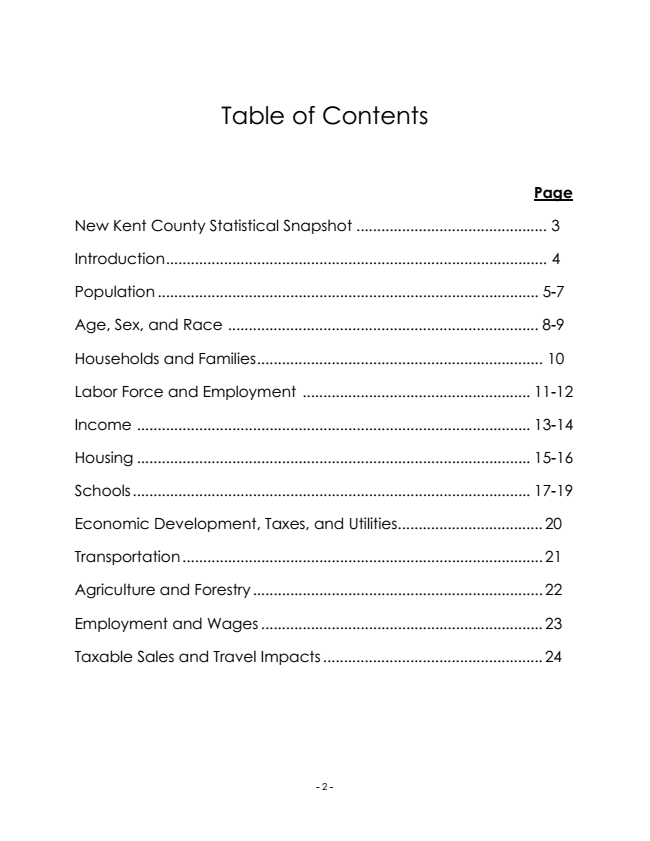 Table of Contents
Page
New Kent County Statistical Snapshot ............................................. 3
Introduction.......................................................................................... 4
Population .......................................................................................... 5-7
Age, Sex, and Race .......................................................................... 8-9
Households and Families.................................................................... 10
Labor Force and Employment ...................................................... 11-12
Income .............................................................................................. 13-14
Housing .............................................................................................. 15-16
Schools............................................................................................... 17-19
Economic Development, Taxes, and Utilities..................................20
Transportation......................................................................................21
Agriculture and Forestry.....................................................................22
Employment and Wages...................................................................23
Taxable Sales and Travel Impacts....................................................24
- 2 -